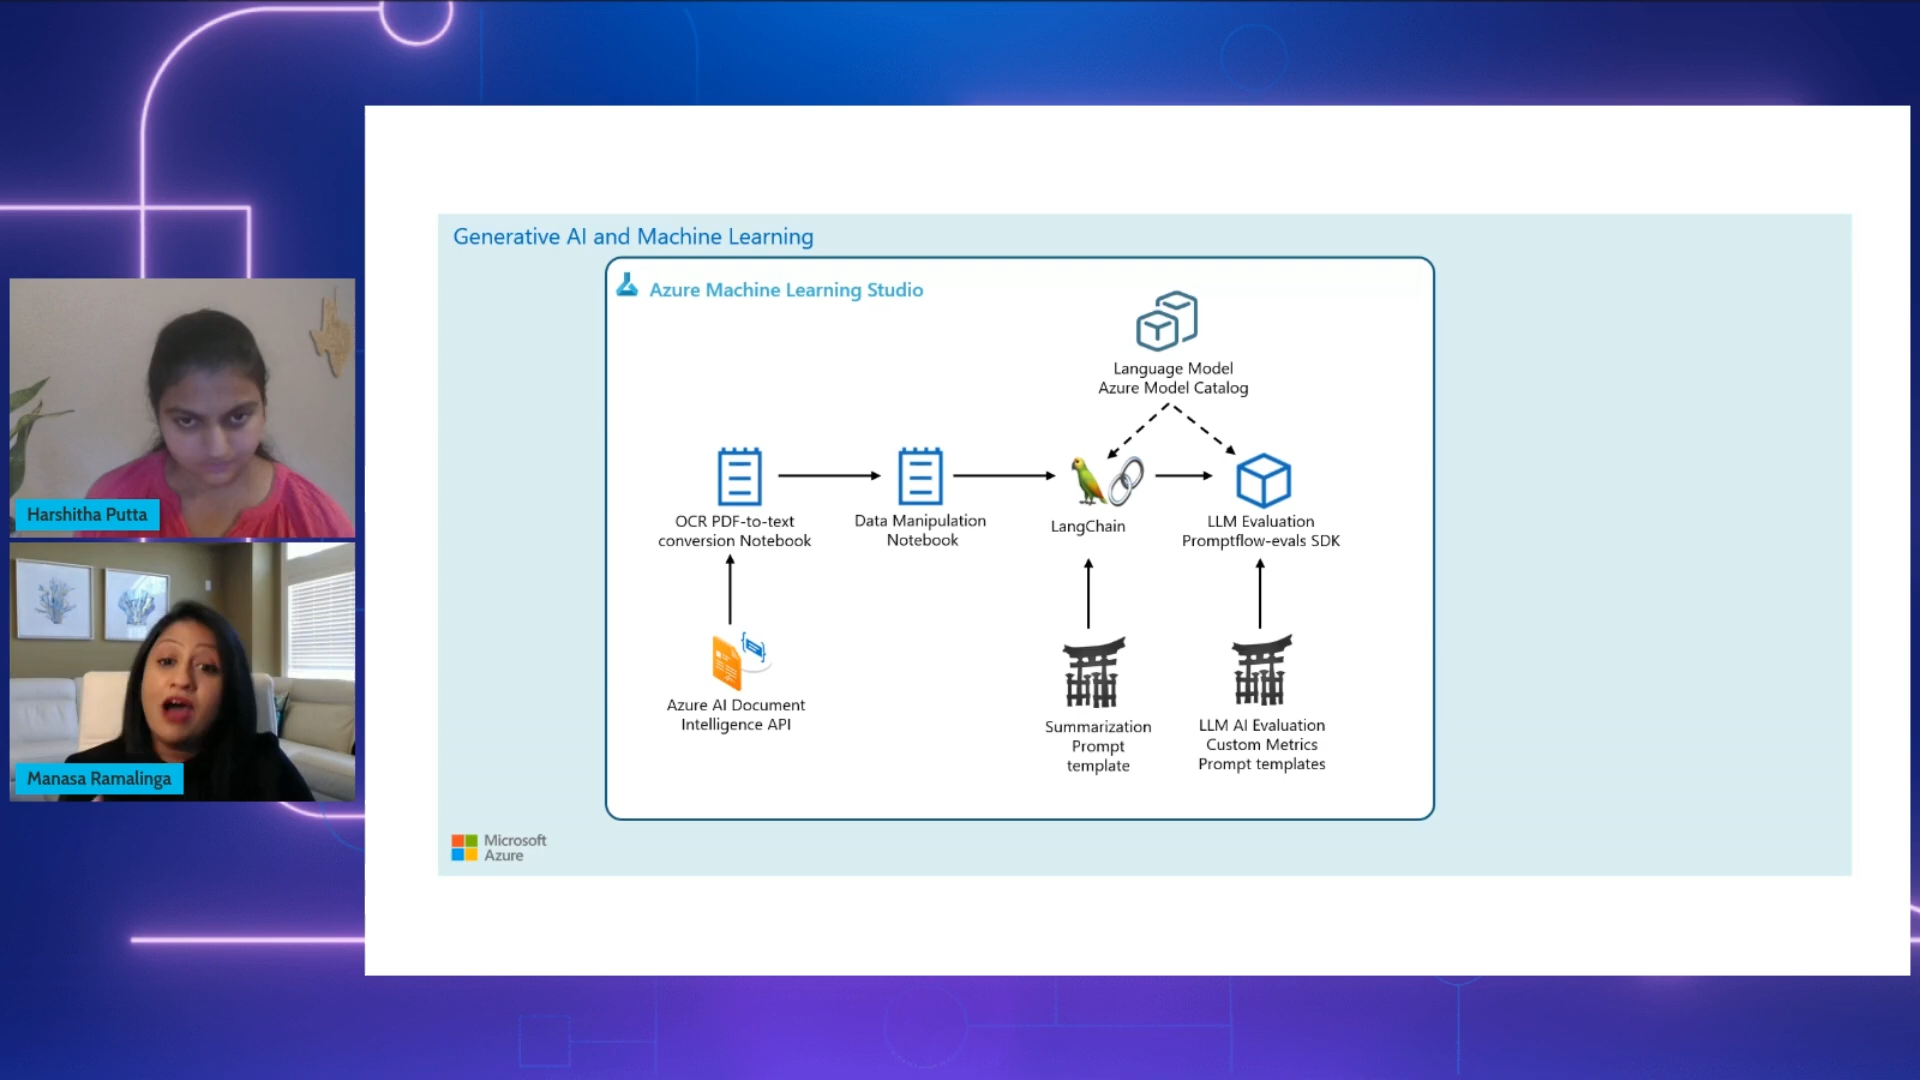 Generative AI and Machine Learning
Azure Machine Learning Studio
Language Model
Azure Model Catalog
OCR PDF-to-text
conversion Notebook
Data Manipulation
Notebook
LangChain
LLM Evaluation
Promptflow-evals SDK
Azure AI Document
Intelligence API
Summarization
Prompt
template
LLM AI Evaluation
Custom Metrics
Prompt templates
Microsoft
Azure
Harshitha Putta
Manasa Ramalinga